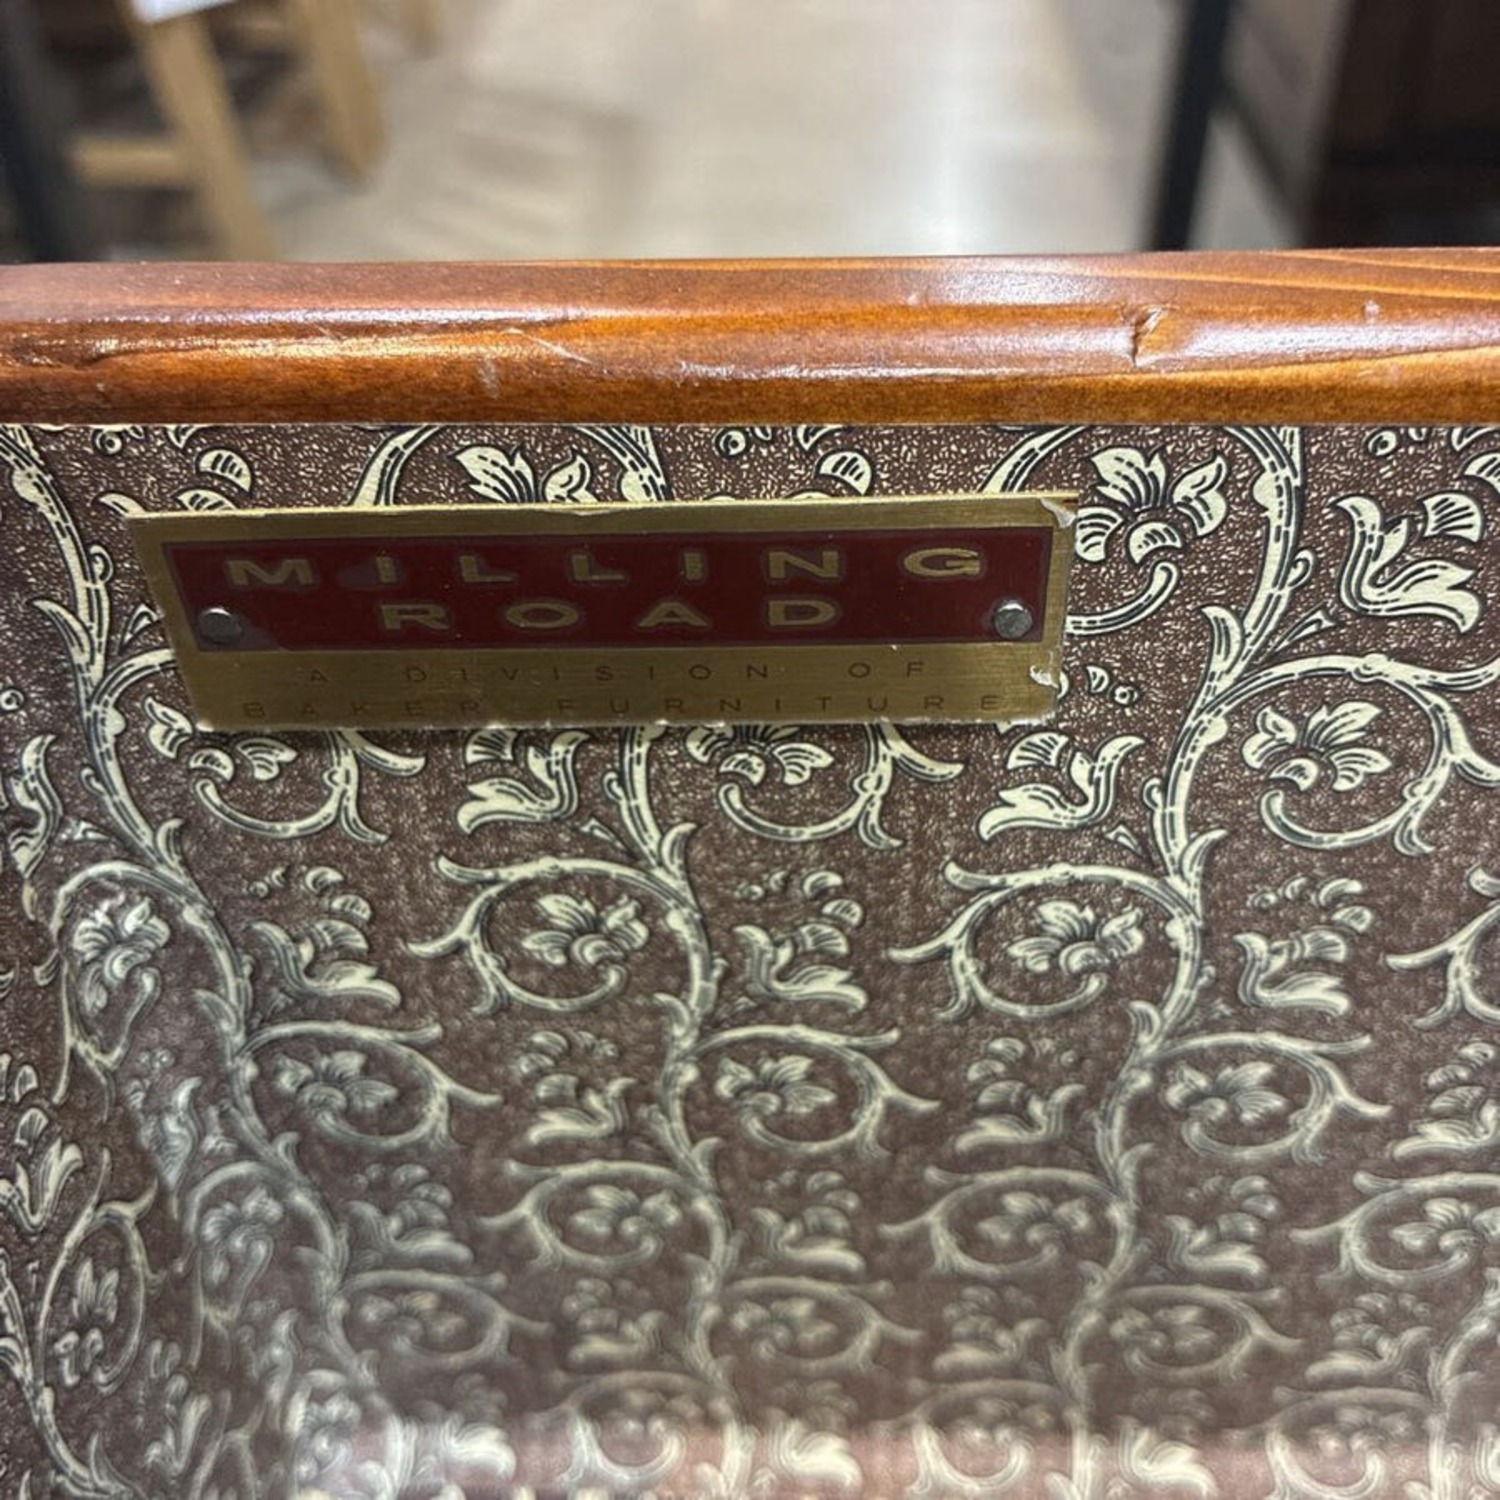 MILLING
ROAD
A DIVISION OF
BAKER FURNITURE